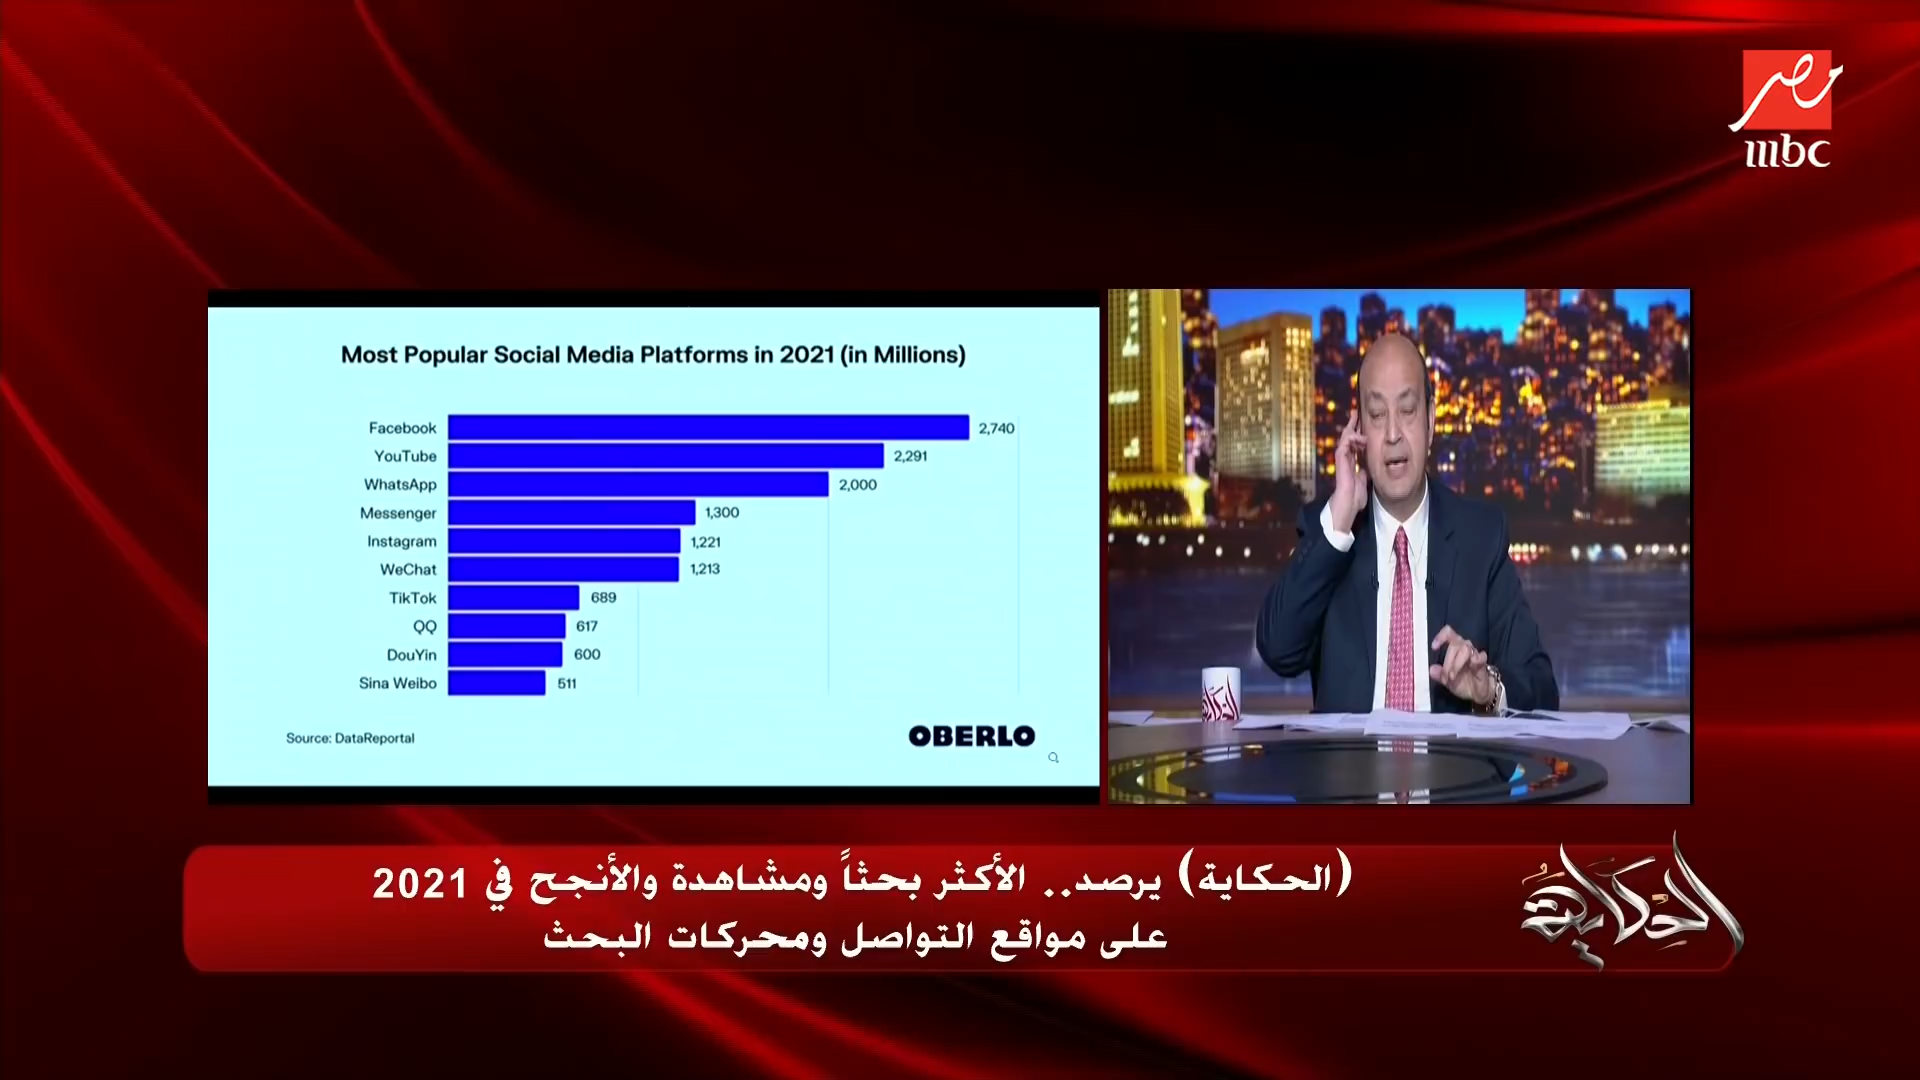 مصر
mbc
Most Popular Social Media Platforms in 2021 (in Millions)
Facebook 2,740
YouTube 2,291
WhatsApp 2,000
Messenger 1,300
Instagram 1,221
WeChat 1,213
TikTok 689
QQ 617
DouYin 600
Sina Weibo 511
Source: DataReportal
OBERLO
الحكاية
(الحكاية) يرصد.. الأكثر بحثاً ومشاهدة والأنجح في 2021
على مواقع التواصل ومحركات البحث
الحكاية